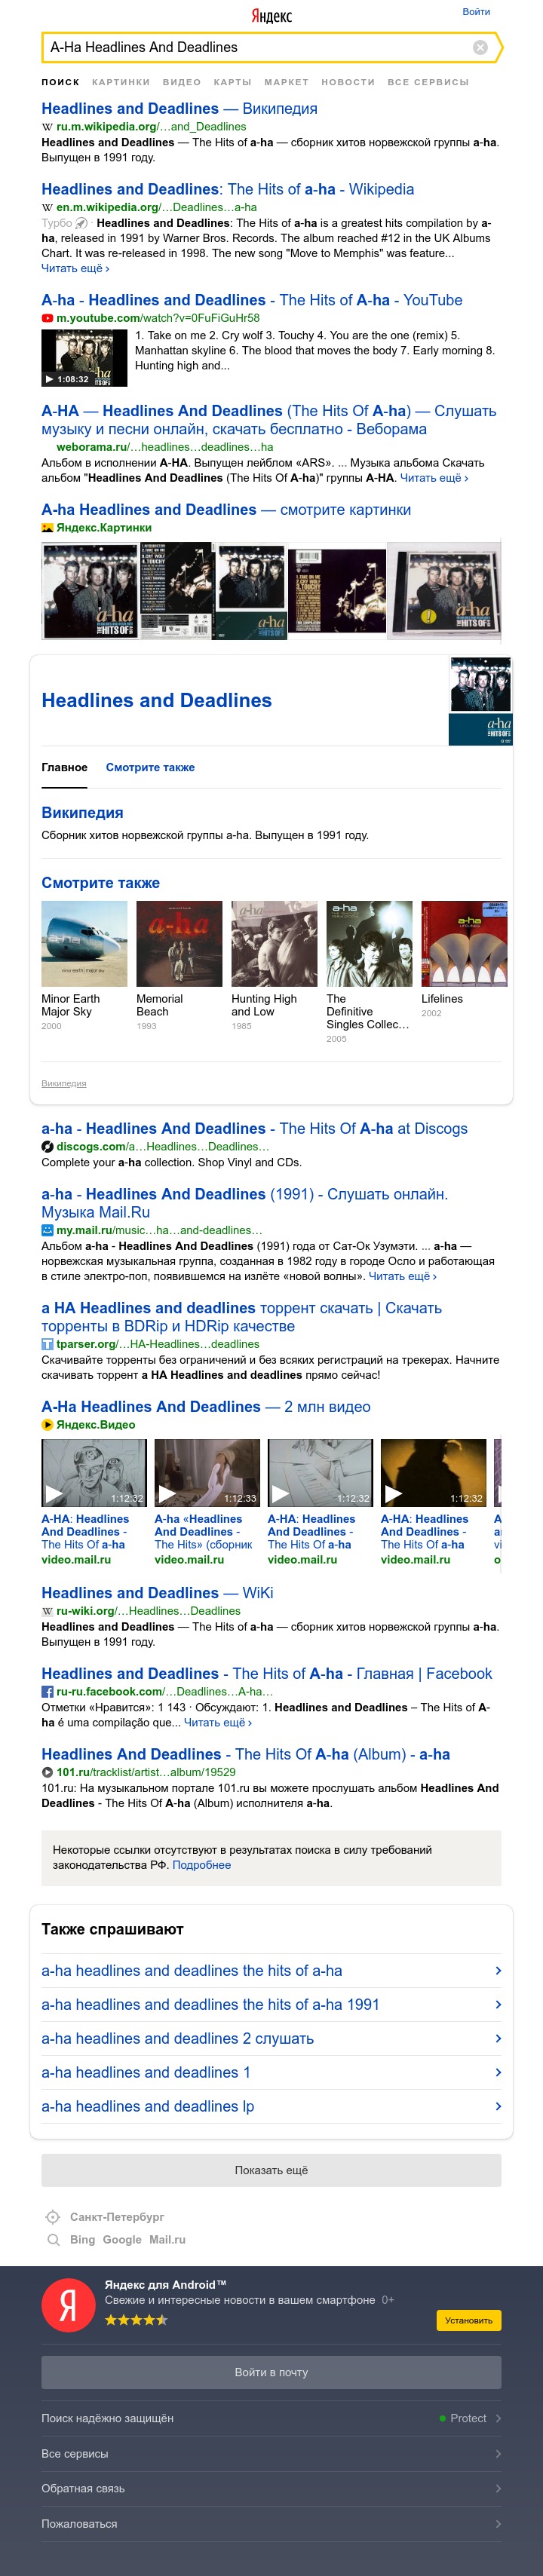 Яндекс
Войти
A-Ha Headlines And Deadlines
ПОИСК КАРТИНКИ ВИДЕО КАРТЫ МАРКЕТ НОВОСТИ ВСЕ СЕРВИСЫ
Headlines and Deadlines — Википедия
W ru.m.wikipedia.org/…and_Deadlines
Headlines and Deadlines — The Hits of a-ha — сборник хитов норвежской группы a-ha.
Выпущен в 1991 году.
Headlines and Deadlines: The Hits of a-ha - Wikipedia
W en.m.wikipedia.org/…Deadlines…a-ha
Турбо · Headlines and Deadlines: The Hits of a-ha is a greatest hits compilation by a-
ha, released in 1991 by Warner Bros. Records. The album reached #12 in the UK Albums
Chart. It was re-released in 1998. The new song "Move to Memphis" was feature...
Читать ещё ›
A-ha - Headlines and Deadlines - The Hits of A-ha - YouTube
m.youtube.com/watch?v=0FuFiGuHr58
1:08:32
1. Take on me 2. Cry wolf 3. Touchy 4. You are the one (remix) 5.
Manhattan skyline 6. The blood that moves the body 7. Early morning 8.
Hunting high and...
A-HA — Headlines And Deadlines (The Hits Of A-ha) — Слушать
музыку и песни онлайн, скачать бесплатно - Веборама
weborama.ru/…headlines…deadlines…ha
Альбом в исполнении A-HA. Выпущен лейблом «ARS». ... Музыка альбома Скачать
альбом "Headlines And Deadlines (The Hits Of A-ha)" группы A-HA. Читать ещё ›
A-ha Headlines and Deadlines — смотрите картинки
Яндекс.Картинки
Headlines and Deadlines
Главное Смотрите также
Википедия
Сборник хитов норвежской группы a-ha. Выпущен в 1991 году.
Смотрите также
Minor Earth
Major Sky
2000
Memorial
Beach
1993
Hunting High
and Low
1985
The
Definitive
Singles Collec…
2005
Lifelines
2002
Википедия
a-ha - Headlines And Deadlines - The Hits Of A-ha at Discogs
discogs.com/a…Headlines…Deadlines…
Complete your a-ha collection. Shop Vinyl and CDs.
a-ha - Headlines And Deadlines (1991) - Слушать онлайн.
Музыка Mail.Ru
my.mail.ru/music…ha…and-deadlines…
Альбом a-ha - Headlines And Deadlines (1991) года от Сат-Ок Узумэти. ... a-ha —
норвежская музыкальная группа, созданная в 1982 году в городе Осло и работающая
в стиле электро-поп, появившимся на излёте «новой волны». Читать ещё ›
a HA Headlines and deadlines торрент скачать | Скачать
торренты в BDRip и HDRip качестве
tparser.org/…HA-Headlines…deadlines
Скачивайте торренты без ограничений и без всяких регистраций на трекерах. Начните
скачивать торрент a HA Headlines and deadlines прямо сейчас!
A-Ha Headlines And Deadlines — 2 млн видео
Яндекс.Видео
1:12:32
1:12:33
1:12:32
1:12:32
A-HA: Headlines
And Deadlines -
The Hits Of a-ha
video.mail.ru
A-ha «Headlines
And Deadlines -
The Hits» (сборник
video.mail.ru
A-HA: Headlines
And Deadlines -
The Hits Of a-ha
video.mail.ru
A-HA: Headlines
And Deadlines -
The Hits Of a-ha
video.mail.ru
Headlines and Deadlines — WiKi
W ru-wiki.org/…Headlines…Deadlines
Headlines and Deadlines — The Hits of a-ha — сборник хитов норвежской группы a-ha.
Выпущен в 1991 году.
Headlines and Deadlines - The Hits of A-ha - Главная | Facebook
ru-ru.facebook.com/…Deadlines…A-ha…
Отметки «Нравится»: 1 143 · Обсуждают: 1. Headlines and Deadlines – The Hits of A-
ha é uma compilação que... Читать ещё ›
Headlines And Deadlines - The Hits Of A-ha (Album) - a-ha
101.ru/tracklist/artist…album/19529
101.ru: На музыкальном портале 101.ru вы можете прослушать альбом Headlines And
Deadlines - The Hits Of A-ha (Album) исполнителя a-ha.
Некоторые ссылки отсутствуют в результатах поиска в силу требований
законодательства РФ. Подробнее
Также спрашивают
a-ha headlines and deadlines the hits of a-ha
a-ha headlines and deadlines the hits of a-ha 1991
a-ha headlines and deadlines 2 слушать
a-ha headlines and deadlines 1
a-ha headlines and deadlines lp
Показать ещё
Санкт-Петербург
Bing Google Mail.ru
Я
Яндекс для Android™
Свежие и интересные новости в вашем смартфоне 0+
Установить
Войти в почту
Поиск надёжно защищён
Protect
Все сервисы
Обратная связь
Пожаловаться